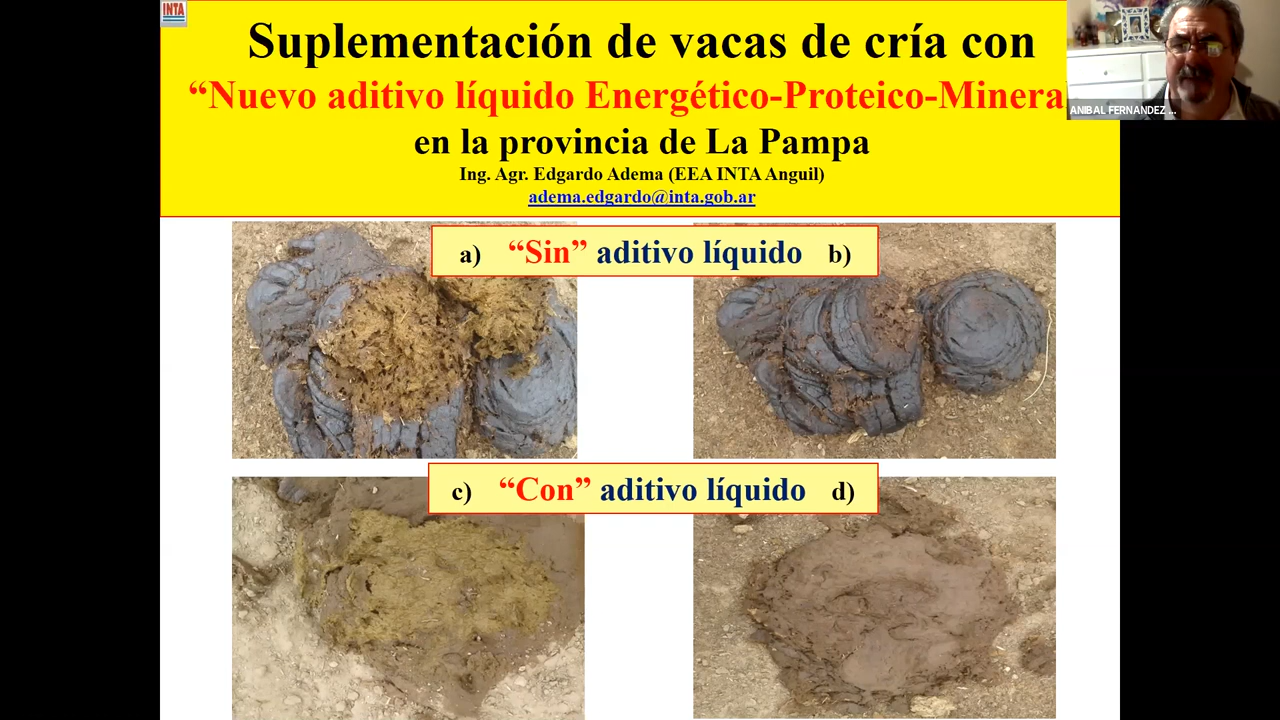 INTA
Suplementación de vacas de cría con
“Nuevo aditivo líquido Energético-Proteico-Minera
en la provincia de La Pampa
Ing. Agr. Edgardo Adema (EEA INTA Anguil)
adema.edgardo@inta.gob.ar
ANIBAL FERNANDEZ ...
a) “Sin” aditivo líquido b)
c) “Con” aditivo líquido d)